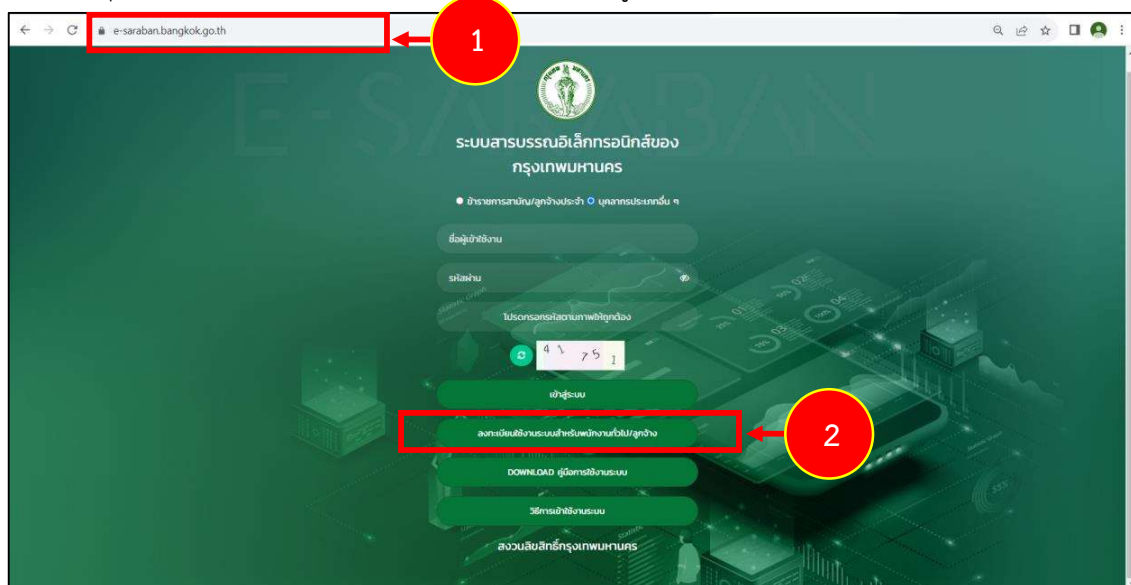 e-saraban.bangkok.go.th
1
E-SARABAN
ระบบสารบรรณอิเล็กทรอนิกส์ของ
กรุงเทพมหานคร
ข้าราชการสามัญ/ลูกจ้างประจำ บุคลากรประเภทอื่น ๆ
ชื่อผู้เข้าใช้งาน
รหัสผ่าน
โปรดกรอกรหัสตามภาพให้ถูกต้อง
4 1 7 5 1
เข้าสู่ระบบ
ลงทะเบียนใช้งานระบบสำหรับพนักงานทั่วไป/ลูกจ้าง
2
DOWNLOAD คู่มือการใช้งานระบบ
วิธีการเข้าใช้งานระบบ
สงวนลิขสิทธิ์กรุงเทพมหานคร
01
02
03
04